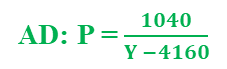 AD: P = 1040 / Y – 4160